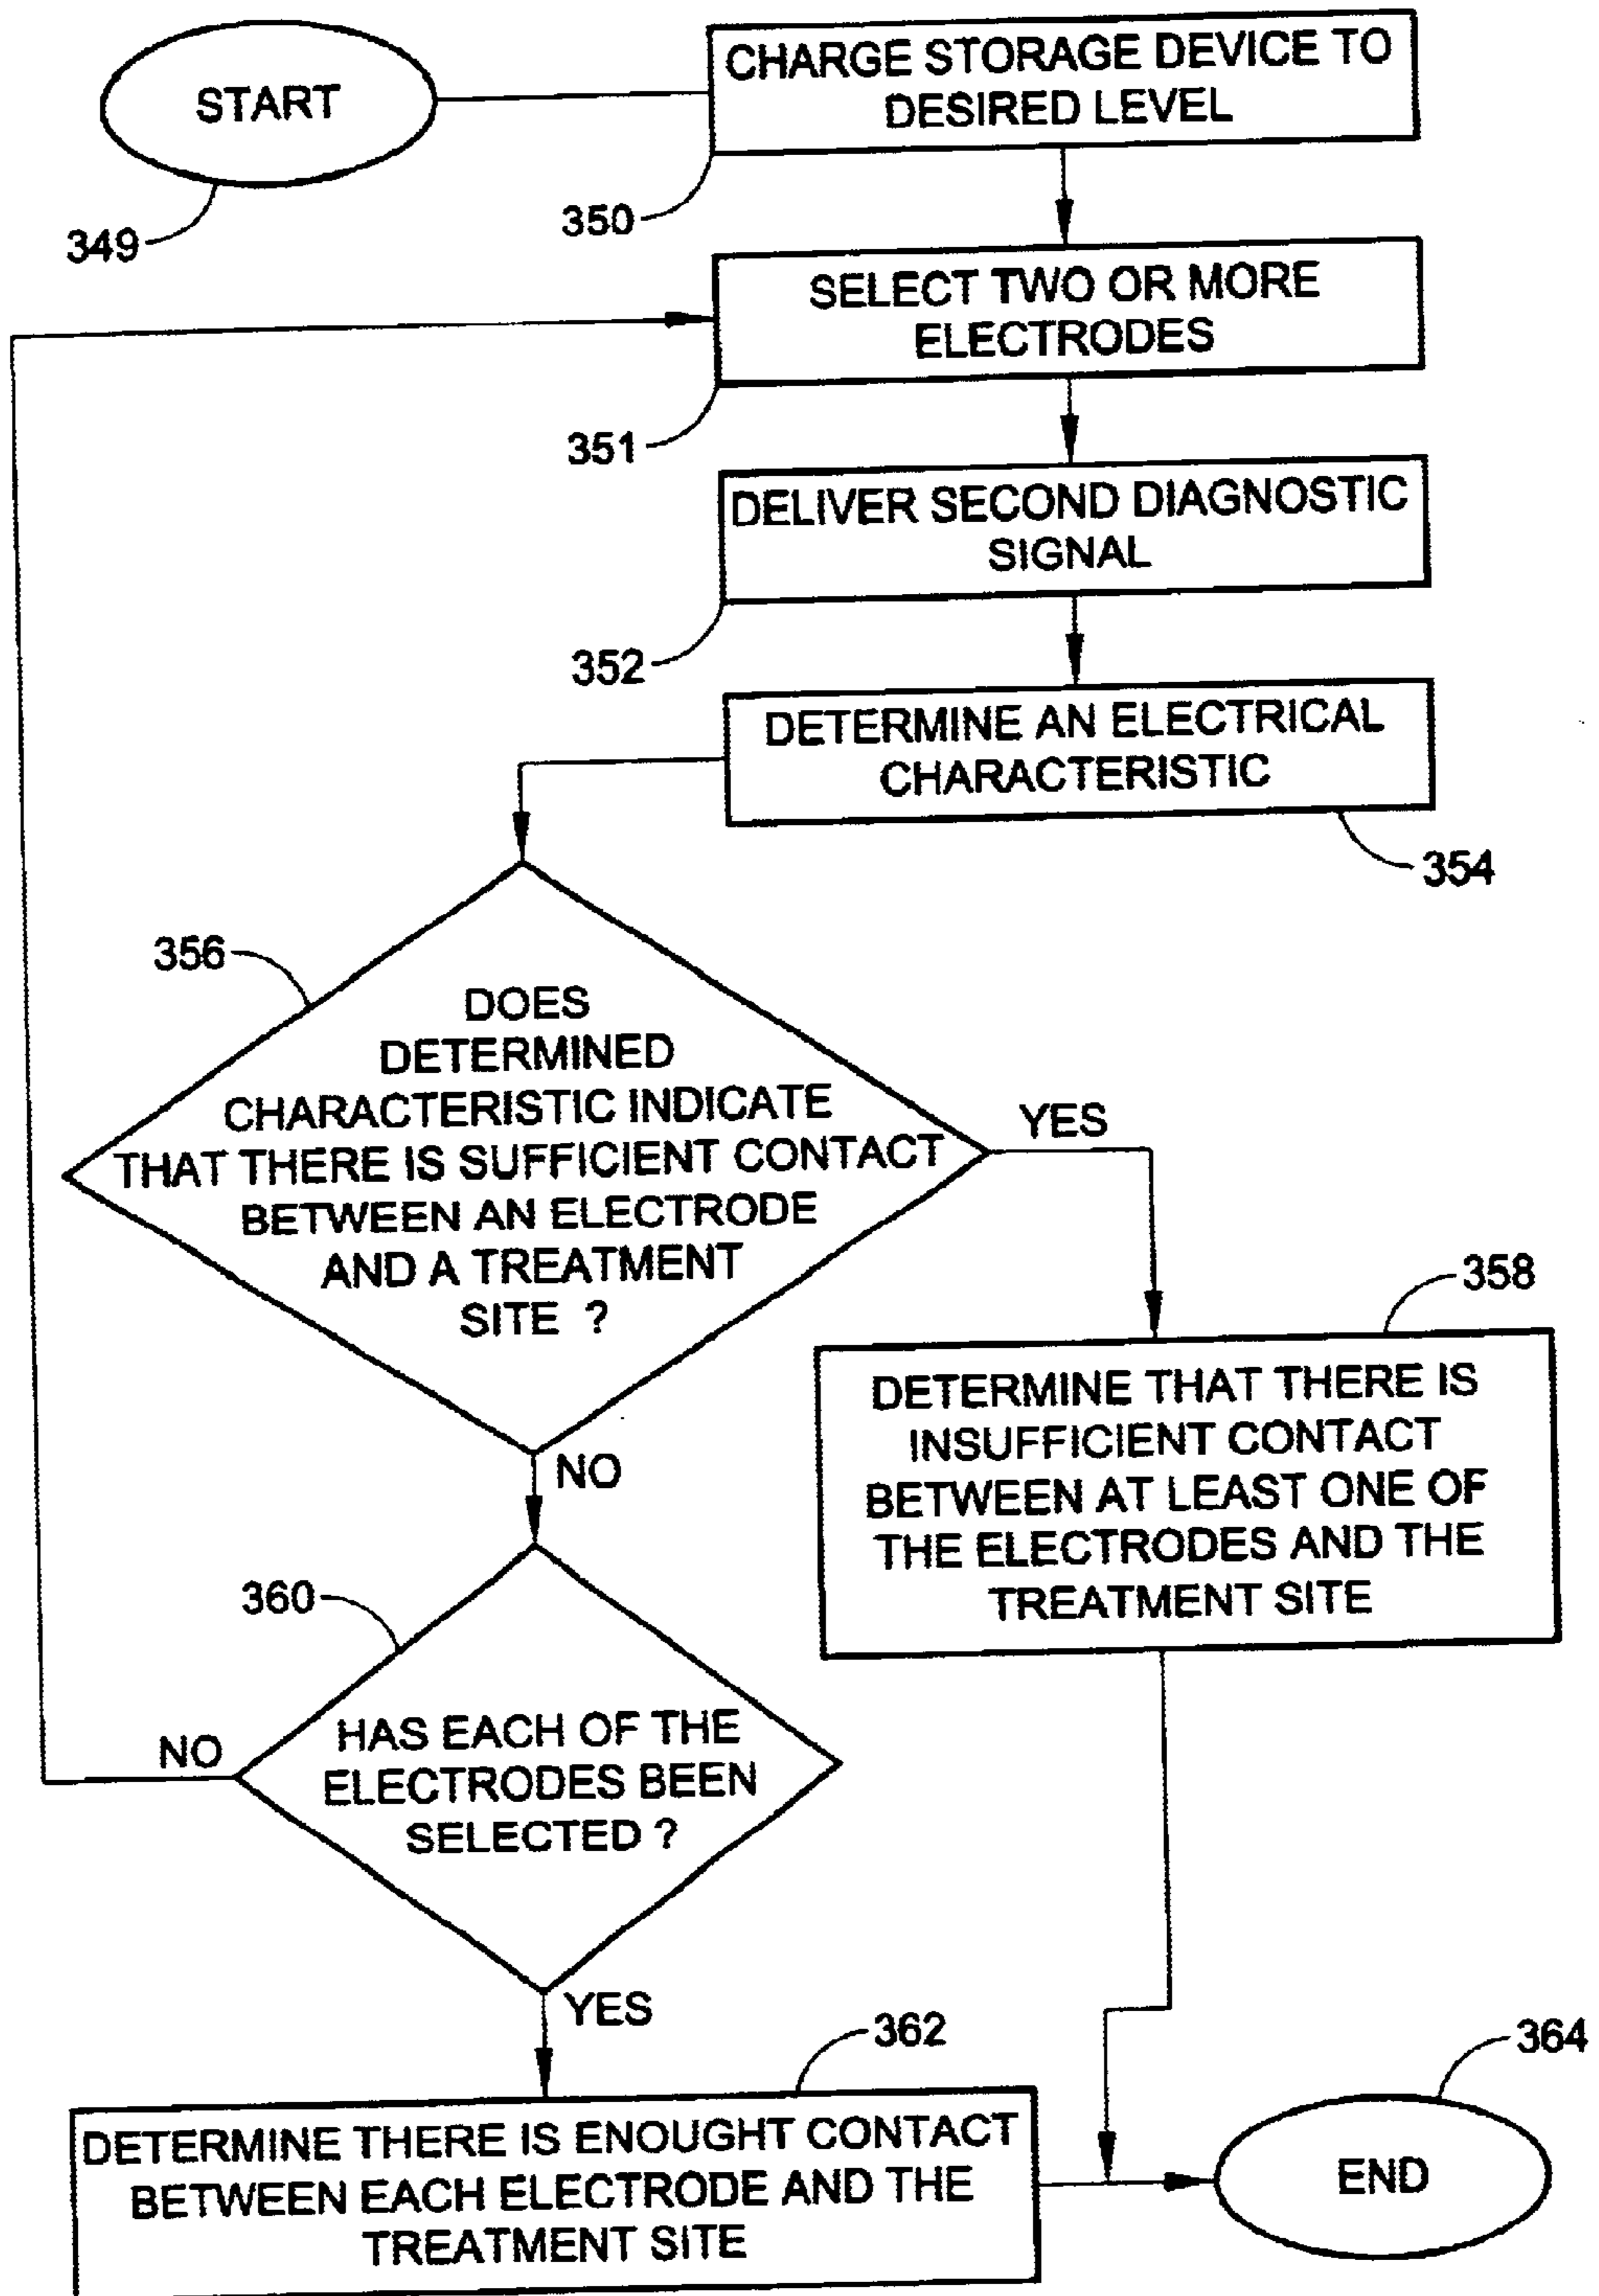 START
349
CHARGE STORAGE DEVICE TO
DESIRED LEVEL
350
SELECT TWO OR MORE
ELECTRODES
351
DELIVER SECOND DIAGNOSTIC
SIGNAL
352
DETERMINE AN ELECTRICAL
CHARACTERISTIC
354
356
DOES
DETERMINED
CHARACTERISTIC INDICATE
THAT THERE IS SUFFICIENT CONTACT
BETWEEN AN ELECTRODE
AND A TREATMENT
SITE ?
YES
NO
358
DETERMINE THAT THERE IS
INSUFFICIENT CONTACT
BETWEEN AT LEAST ONE OF
THE ELECTRODES AND THE
TREATMENT SITE
360
HAS EACH OF THE
ELECTRODES BEEN
SELECTED ?
NO
YES
362
DETERMINE THERE IS ENOUGHT CONTACT
BETWEEN EACH ELECTRODE AND THE
TREATMENT SITE
364
END